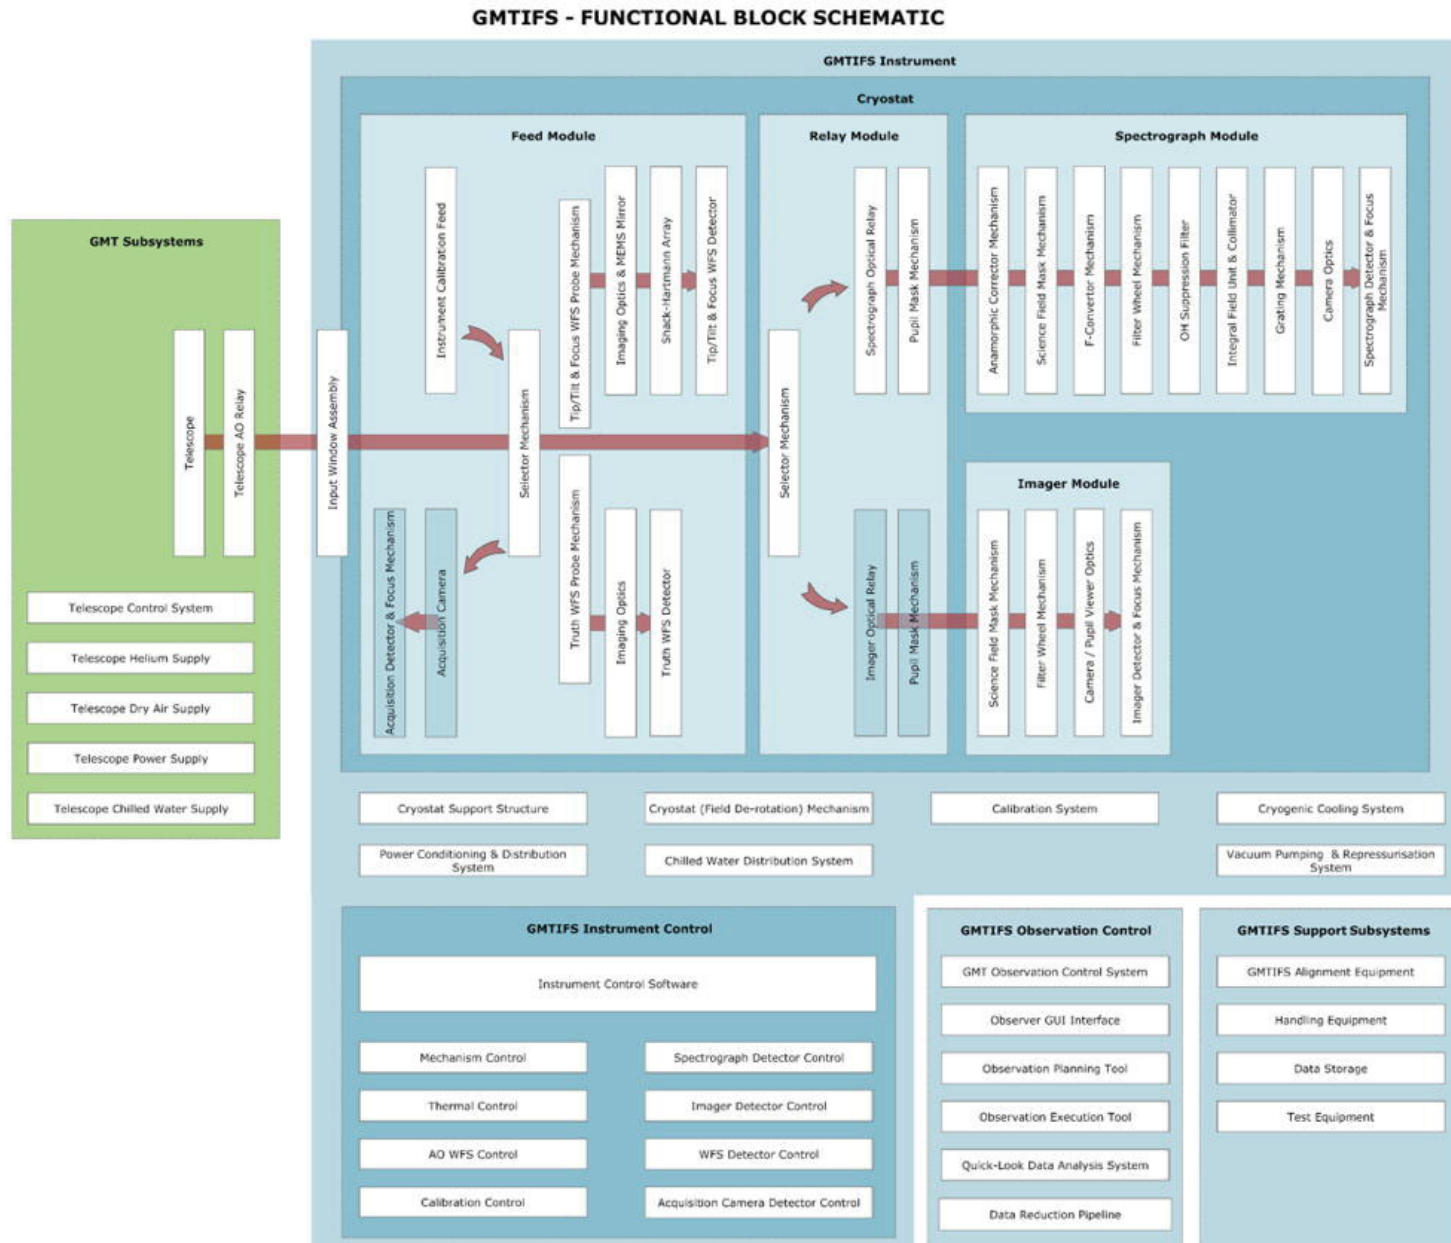 GMTIFS - FUNCTIONAL BLOCK SCHEMATIC
GMTIFS Instrument
Cryostat
Feed Module
Relay Module
Spectrograph Module
GMT Subsystems
Telescope
Telescope AO Relay
Input Window Assembly
Instrument Calibration Feed
Selector Mechanism
Tip/Tilt & Focus WFS Probe Mechanism
Imaging Optics & MEMS Mirror
Shack-Hartmann Array
Tip/Tilt & Focus WFS Detector
Acquisition Detector & Focus Mechanism
Acquisition Camera
Truth WFS Probe Mechanism
Imaging Optics
Truth WFS Detector
Selector Mechanism
Spectrograph Optical Relay
Pupil Mask Mechanism
Imager Optical Relay
Pupil Mask Mechanism
Anamorphic Corrector Mechanism
Science Field Mask Mechanism
F-Convertor Mechanism
Filter Wheel Mechanism
OH Suppression Filter
Integral Field Unit & Collimator
Grating Mechanism
Camera Optics
Spectrograph Detector & Focus
Mechanism
Imager Module
Science Field Mask Mechanism
Filter Wheel Mechanism
Camera / Pupil Viewer Optics
Imager Detector & Focus Mechanism
Telescope Control System
Telescope Helium Supply
Telescope Dry Air Supply
Telescope Power Supply
Telescope Chilled Water Supply
Cryostat Support Structure
Cryostat (Field De-rotation) Mechanism
Calibration System
Cryogenic Cooling System
Power Conditioning & Distribution
System
Chilled Water Distribution System
Vacuum Pumping & Repressurisation
System
GMTIFS Instrument Control
Instrument Control Software
Mechanism Control
Spectrograph Detector Control
Thermal Control
Imager Detector Control
AO WFS Control
WFS Detector Control
Calibration Control
Acquisition Camera Detector Control
GMTIFS Observation Control
GMT Observation Control System
Observer GUI Interface
Observation Planning Tool
Observation Execution Tool
Quick-Look Data Analysis System
Data Reduction Pipeline
GMTIFS Support Subsystems
GMTIFS Alignment Equipment
Handling Equipment
Data Storage
Test Equipment